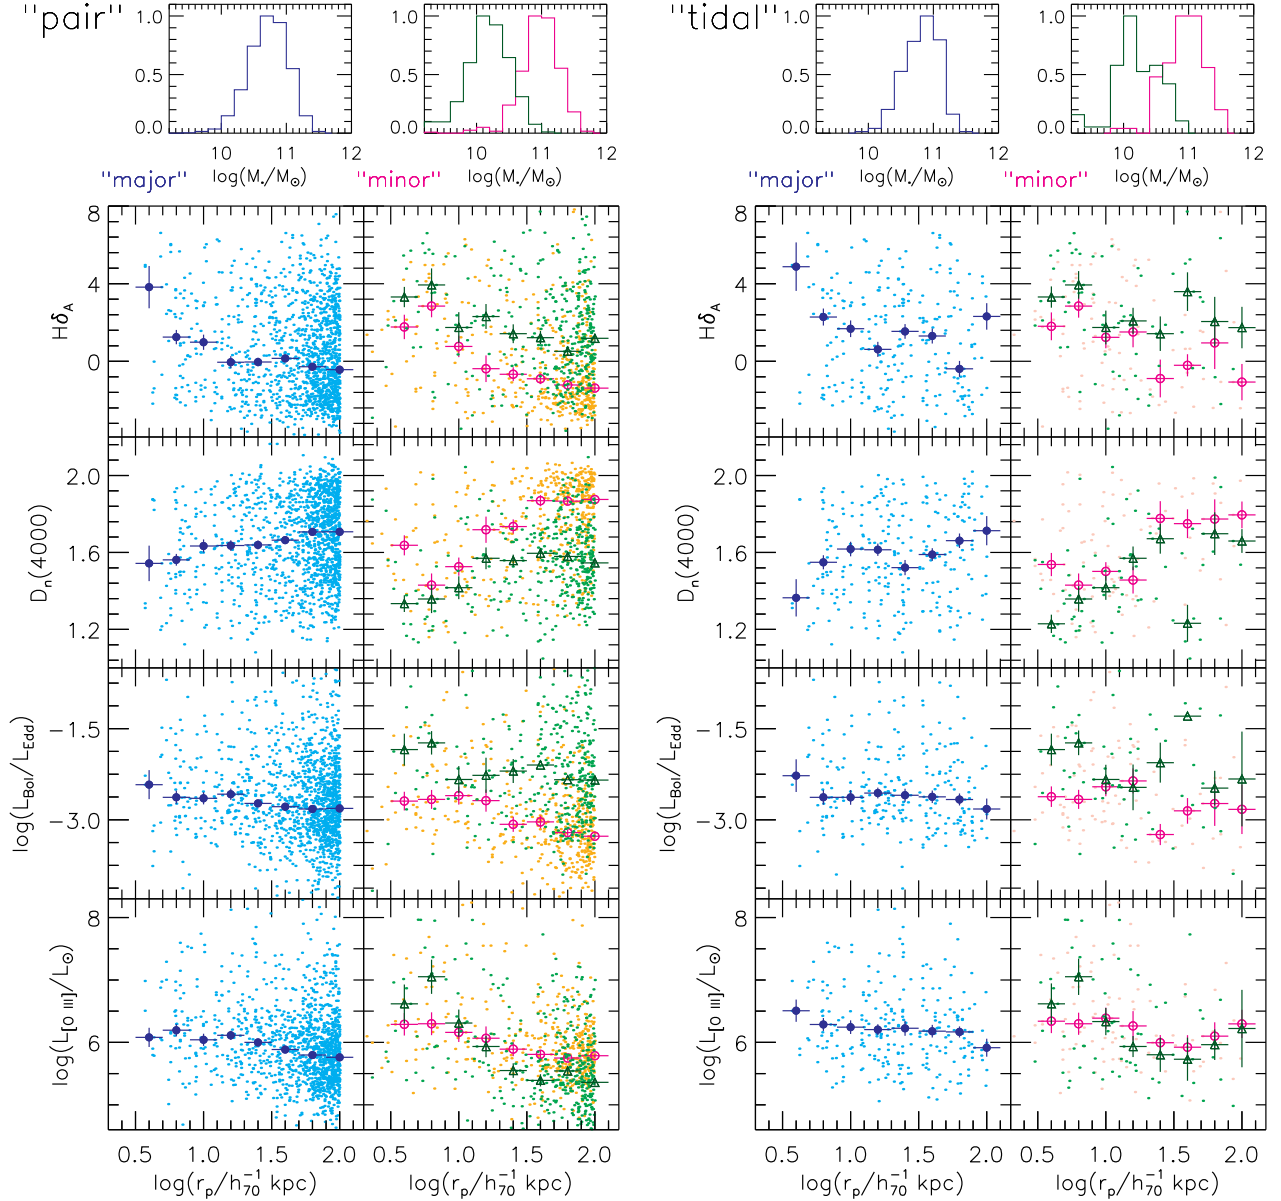 "pair"
"tidal"
1.0
0.5
0.0
10 11 12
log(M⋆/M⊙)
1.0
0.5
0.0
10 11 12
log(M⋆/M⊙)
1.0
0.5
0.0
10 11 12
log(M⋆/M⊙)
1.0
0.5
0.0
10 11 12
log(M⋆/M⊙)
"major"
"minor"
"major"
"minor"
8
4
0
HδA
2.0
1.6
1.2
Dn(4000)
−1.5
−3.0
log(LBol/LEdd)
8
6
log(L[O III]/L⊙)
0.5 1.0 1.5 2.0
log(rp/h70⁻¹ kpc)
0.5 1.0 1.5 2.0
log(rp/h70⁻¹ kpc)
8
4
0
HδA
2.0
1.6
1.2
Dn(4000)
−1.5
−3.0
log(LBol/LEdd)
8
6
log(L[O III]/L⊙)
0.5 1.0 1.5 2.0
log(rp/h70⁻¹ kpc)
0.5 1.0 1.5 2.0
log(rp/h70⁻¹ kpc)